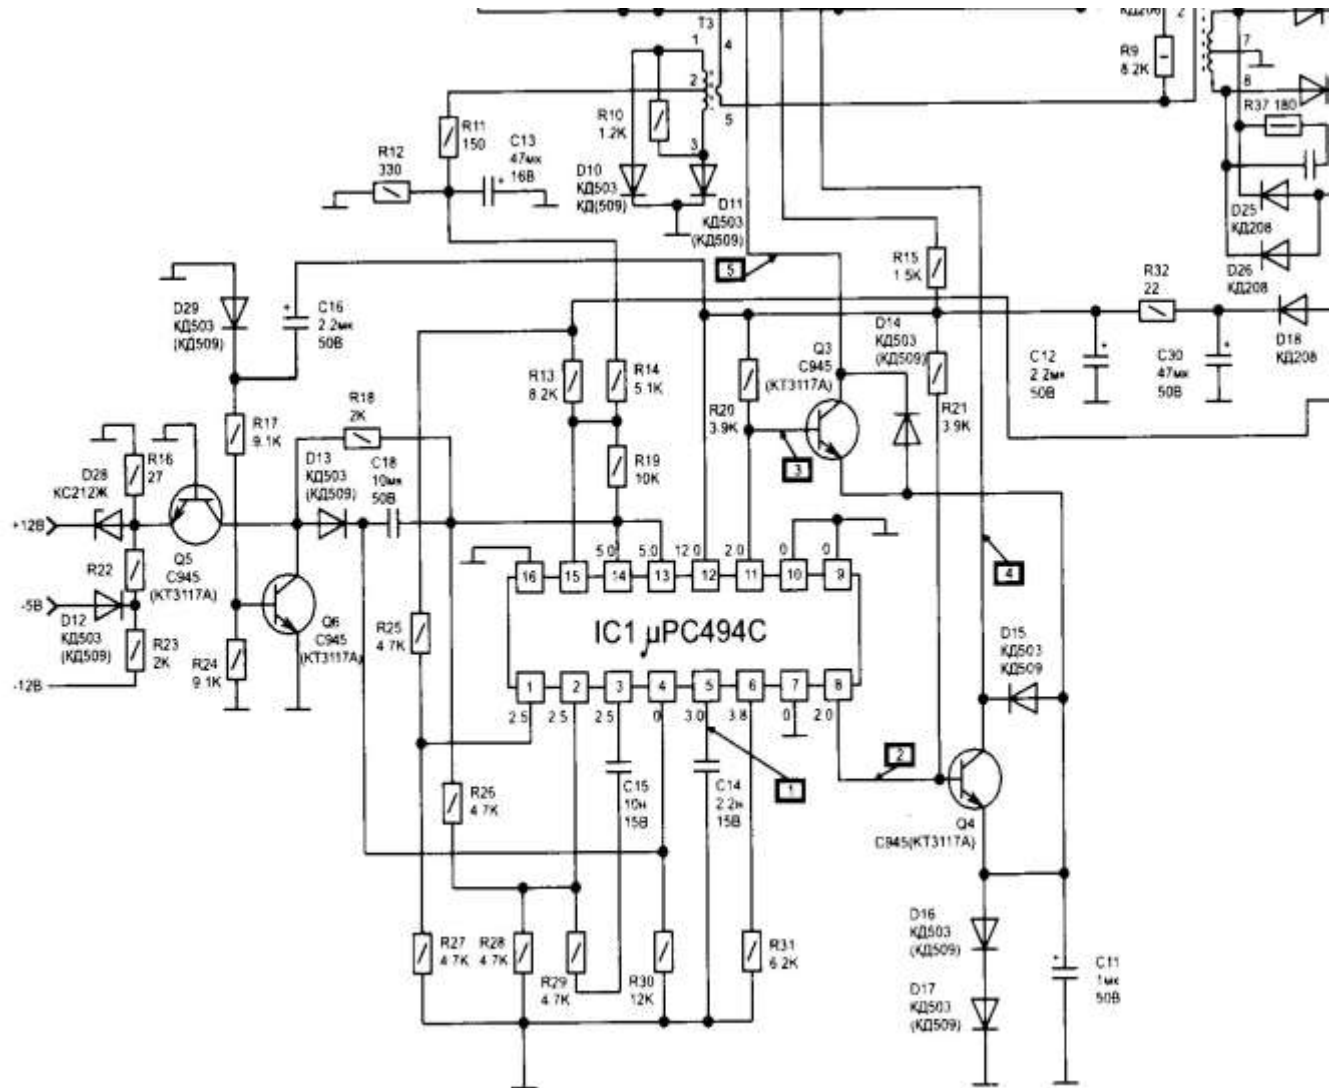 КД206
2
T3
1
4
2
5
3
R9
8.2K
7
8
R37 180
R10
1.2K
R11
150
C13
47мк
16В
R12
330
D10
КД503
КД(509)
D11
КД503
(КД509)
D25
КД208
D26
КД208
R15
1 5K
R32
22
5
D29
КД503
(КД509)
C16
2.2мк
50В
D14
КД503
(КД509)
Q3
C945
(КТ3117А)
C12
2 2мк
50В
C30
47мк
50В
D18
КД208
R13
8 2K
R14
5.1K
R18
2K
R20
3.9K
R21
3.9K
R17
9.1K
R16
27
D28
КС212Ж
D13
КД503
(КД509)
C18
10мк
50В
R19
10K
3
+12В
5.0
5.0
12 0
2.0
0
0
R22
Q5
C945
(КТ3117А)
16
15
14
13
12
11
10
9
4
-5В
D12
КД503
(КД509)
Q6
C945
(КТ3117А)
R25
4 7K
IC1 µPC494C
D15
КД503
КД509
R23
2K
R24
9.1K
-12В
1
2
3
4
5
6
7
8
2 5
2 5
2.5
0
3.0
3.8
0
2.0
2
R26
4 7K
C15
10н
15В
C14
2.2н
15В
1
Q4
C945(КТ3117А)
D16
КД503
(КД509)
R27
4 7K
R28
4 7K
R29
4.7K
R30
12K
R31
6.2K
D17
КД503
(КД509)
C11
1мк
50В